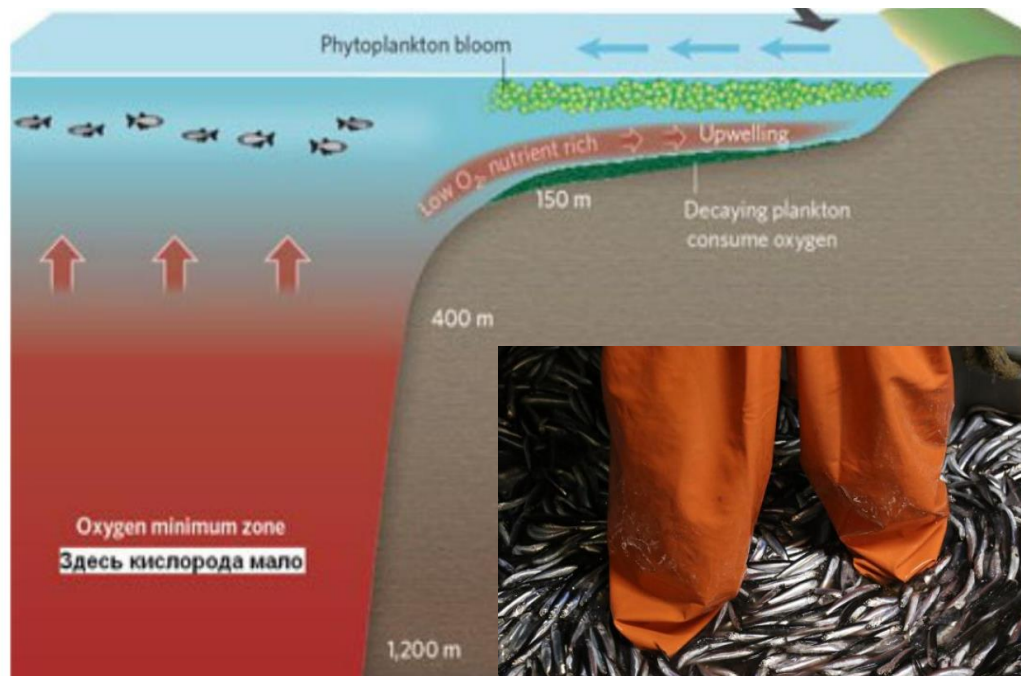 Phytoplankton bloom
Low O₂, nutrient rich
Upwelling
150 m
Decaying plankton
consume oxygen
400 m
Oxygen minimum zone
Здесь кислорода мало
1,200 m